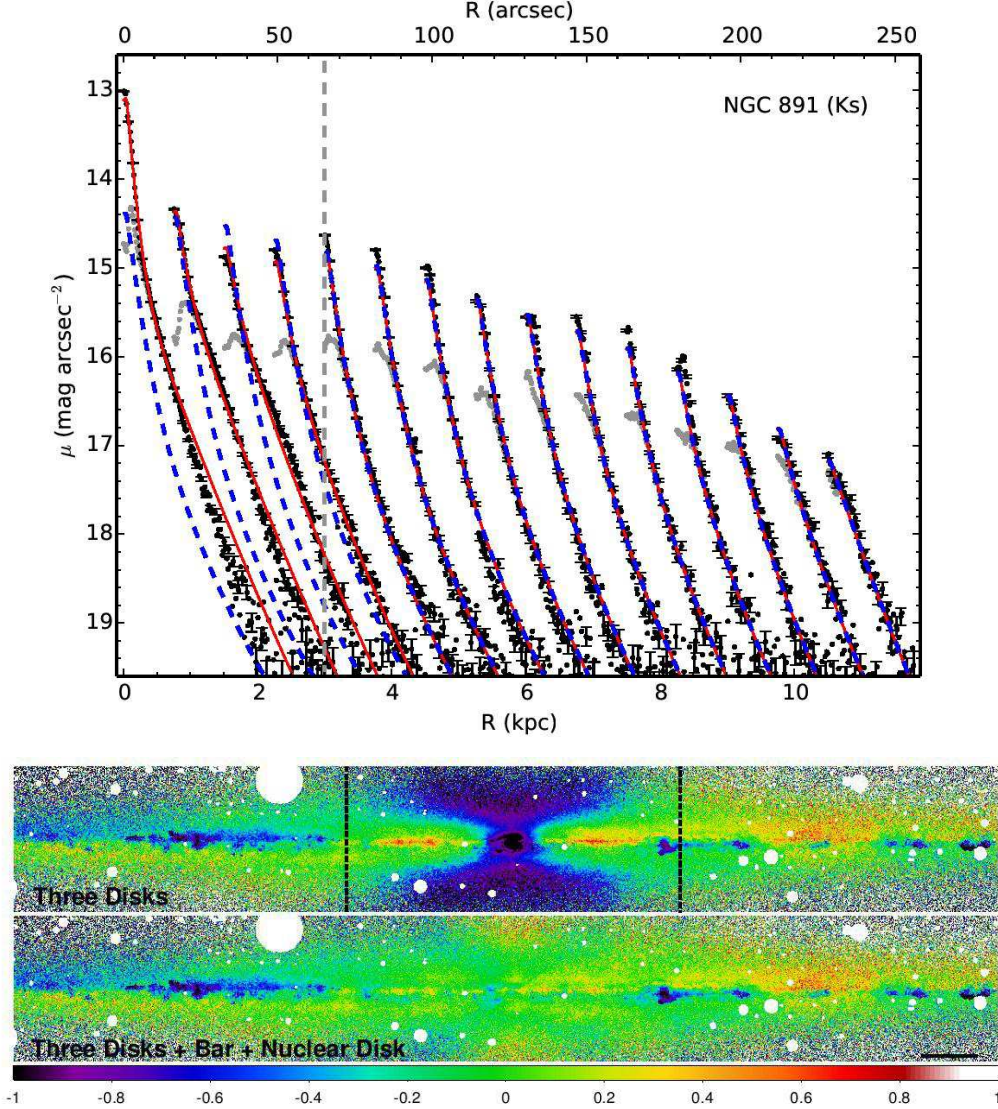 R (arcsec)
0 50 100 150 200 250
NGC 891 (Ks)
13
14
15
16
17
18
19
μ (mag arcsec⁻²)
0 2 4 6 8 10
R (kpc)
Three Disks
Three Disks + Bar + Nuclear Disk
-1 -0.8 -0.6 -0.4 -0.2 0 0.2 0.4 0.6 0.8 1